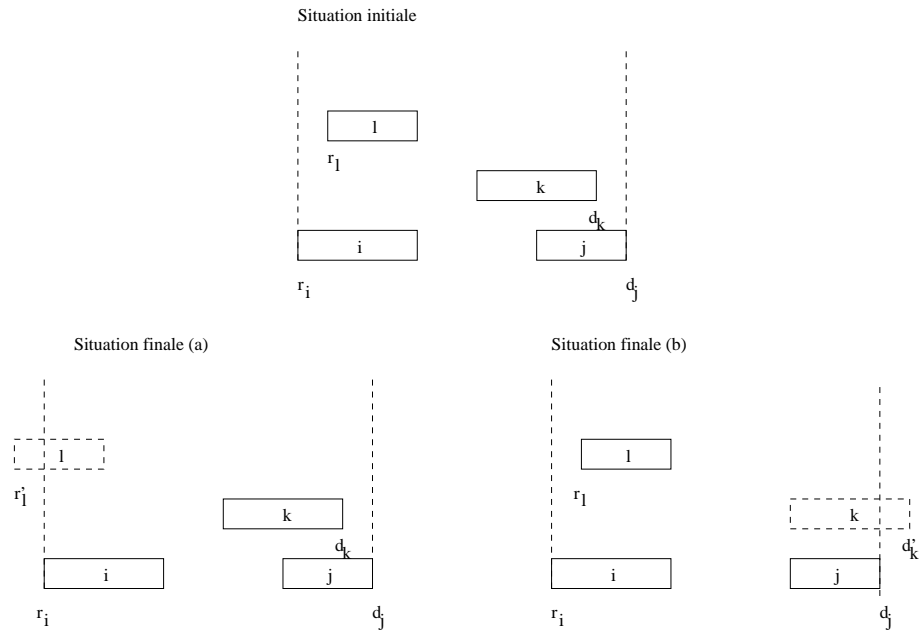 Situation initiale
l
r_l
k
d_k
i
j
r_i
d_j
Situation finale (a)
Situation finale (b)
l
l
r'_l
r_l
k
k
d_k
d'_k
i
j
i
j
r_i
d_j
r_i
d_j